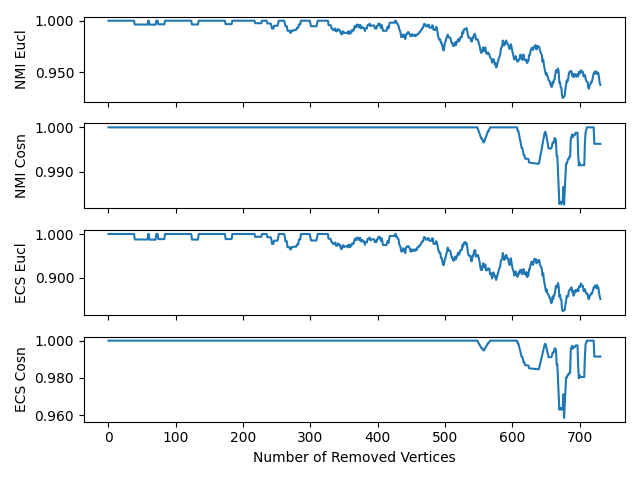 1.000
0.950
NMI Eucl
1.000
0.990
NMI Cosn
1.000
0.900
ECS Eucl
1.000
0.980
0.960
ECS Cosn
0 100 200 300 400 500 600 700
Number of Removed Vertices